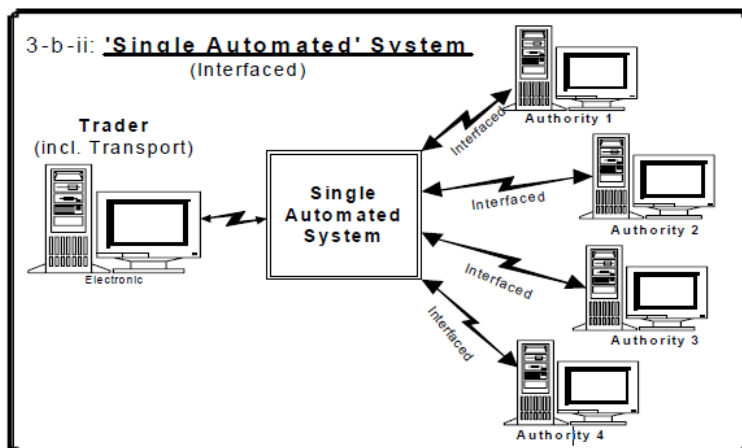 3-b-ii: 'Single Automated' System
(Interfaced)
Trader
(incl. Transport)
Electronic
Single
Automated
System
Interfaced
Authority 1
Interfaced
Authority 2
Interfaced
Authority 3
Interfaced
Authority 4